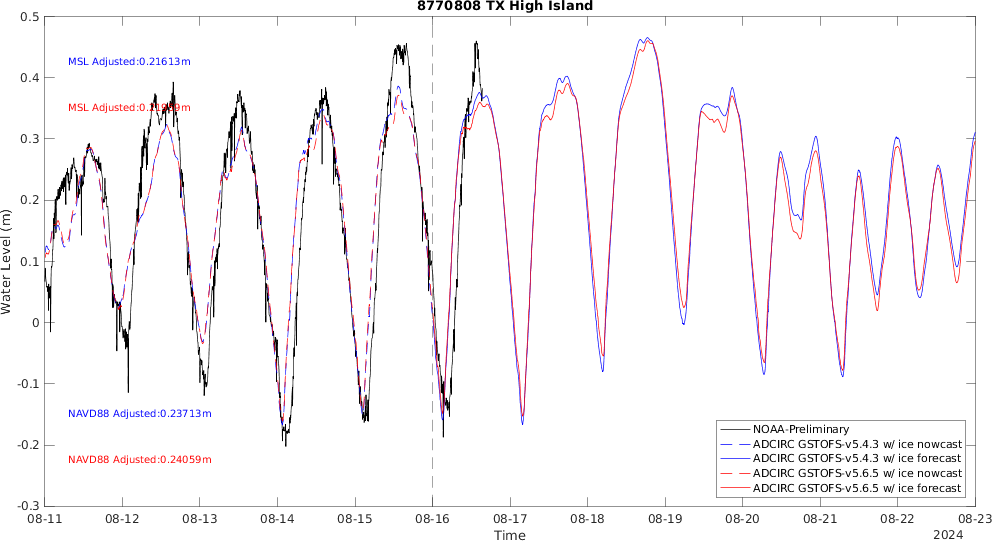 8770808 TX High Island
0.5
0.4
0.3
0.2
0.1
0
-0.1
-0.2
-0.3
Water Level (m)
MSL Adjusted:0.21613m
MSL Adjusted:
NAVD88 Adjusted:0.23713m
NAVD88 Adjusted:0.24059m
NOAA-Preliminary
ADCIRC GSTOFS-v5.4.3 w/ ice nowcast
ADCIRC GSTOFS-v5.4.3 w/ ice forecast
ADCIRC GSTOFS-v5.6.5 w/ ice nowcast
ADCIRC GSTOFS-v5.6.5 w/ ice forecast
08-11 08-12 08-13 08-14 08-15 08-16 08-17 08-18 08-19 08-20 08-21 08-22 08-23
Time
2024